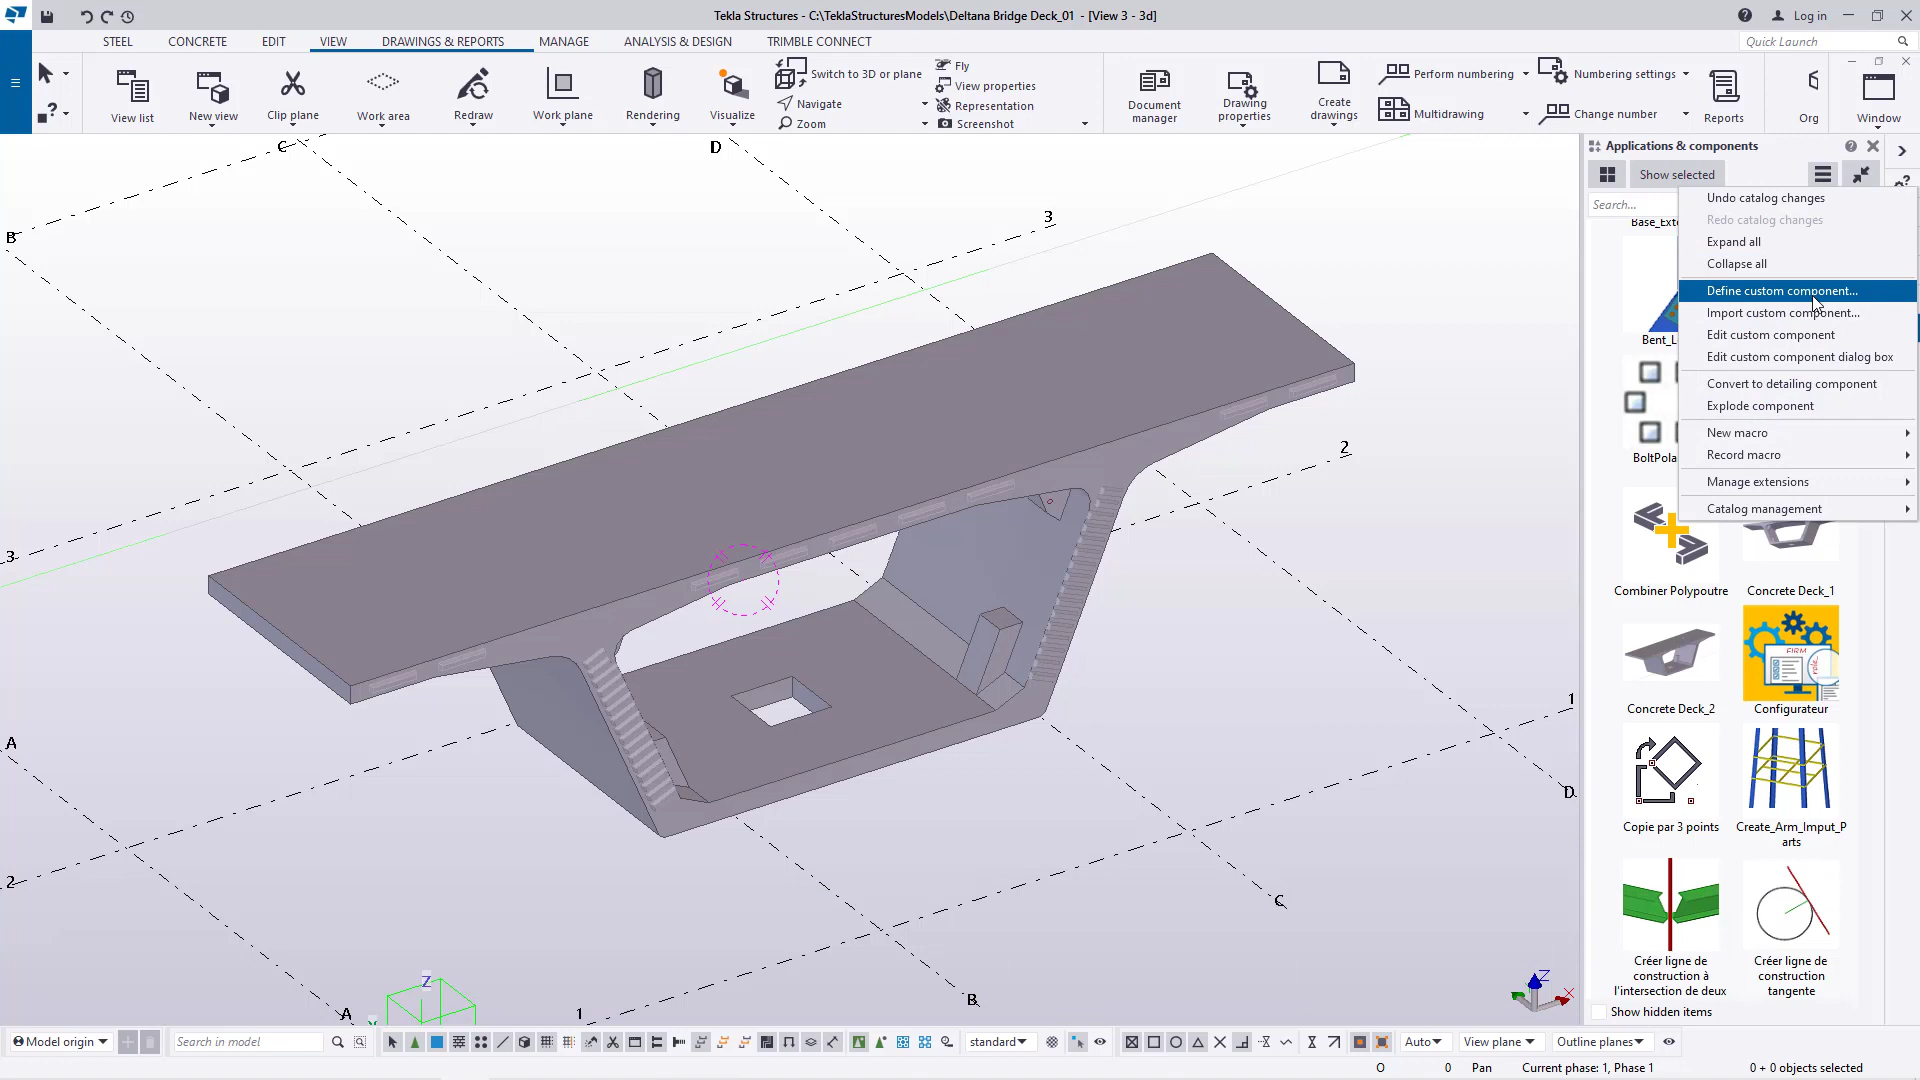 Tekla Structures - C:\TeklaStructuresModels\Deltana Bridge Deck_01 - [View 3 - 3d]
Log in
STEEL
CONCRETE
EDIT
VIEW
DRAWINGS & REPORTS
MANAGE
ANALYSIS & DESIGN
TRIMBLE CONNECT
Quick Launch
View list
New view
Clip plane
Work area
Redraw
Work plane
Rendering
Visualize
Switch to 3D or plane
Navigate
Zoom
Fly
View properties
Representation
Screenshot
Document manager
Drawing properties
Create drawings
Perform numbering
Multidrawing
Numbering settings
Change number
Reports
Org
Window
Applications & components
Show selected
Search...
Undo catalog changes
Redo catalog changes
Expand all
Collapse all
Define custom component...
Import custom component...
Edit custom component
Edit custom component dialog box
Convert to detailing component
Explode component
New macro
Record macro
Manage extensions
Catalog management
Base_Exte
Bent_L
BoltPola
Combiner Polypoutre
Concrete Deck_1
Concrete Deck_2
FIRM
Configurateur
Copie par 3 points
Create_Arm_Imput_P
arts
Créer ligne de
construction à
l'intersection de deux
Créer ligne de
construction
tangente
Show hidden items
C
D
B
3
3
2
1
A
D
2
C
B
1
A
Z
Z
X
Model origin
Search in model
standard
Auto
View plane
Outline planes
O
0
Pan
Current phase: 1, Phase 1
0 + 0 objects selected